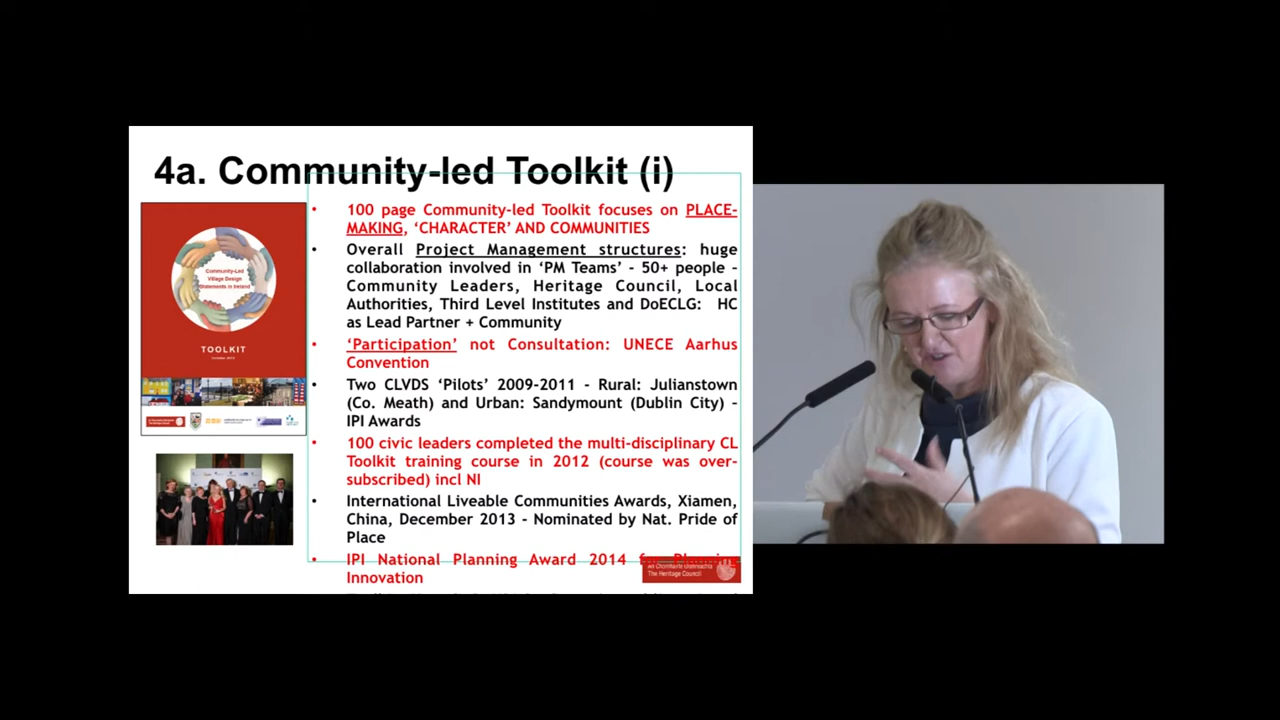 4a. Community-led Toolkit (i)
Community-Led
Village Design
Statements in Ireland
TOOLKIT
• 100 page Community-led Toolkit focuses on PLACE-
MAKING, ‘CHARACTER’ AND COMMUNITIES
• Overall Project Management structures: huge
collaboration involved in ‘PM Teams’ - 50+ people -
Community Leaders, Heritage Council, Local
Authorities, Third Level Institutes and DoECLG: HC
as Lead Partner + Community
• ‘Participation’ not Consultation: UNECE Aarhus
Convention
• Two CLVDS ‘Pilots’ 2009-2011 - Rural: Julianstown
(Co. Meath) and Urban: Sandymount (Dublin City) -
IPI Awards
• 100 civic leaders completed the multi-disciplinary CL
Toolkit training course in 2012 (course was over-
subscribed) incl NI
• International Liveable Communities Awards, Xiamen,
China, December 2013 - Nominated by Nat. Pride of
Place
• IPI National Planning Award 2014 for Planning
Innovation
The Heritage Council